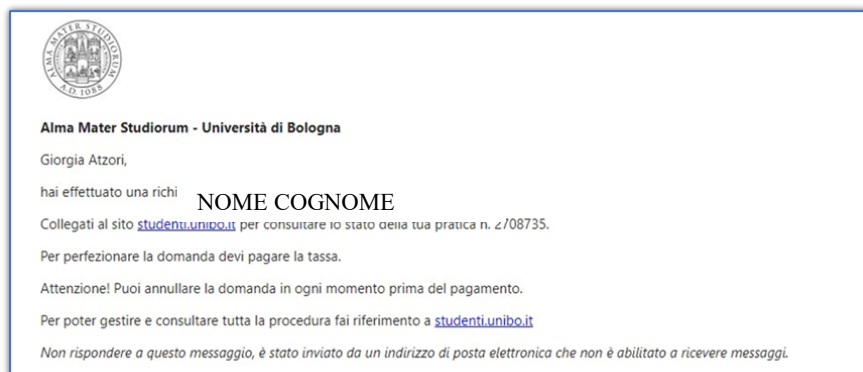 ALMA MATER STUDIORUM
A.D. 1088
Alma Mater Studiorum - Università di Bologna
Giorgia Atzori,
hai effettuato una richi
NOME COGNOME
Collegati al sito studenti.unibo.it per consultare lo stato della tua pratica n. 2708735.
Per perfezionare la domanda devi pagare la tassa.
Attenzione! Puoi annullare la domanda in ogni momento prima del pagamento.
Per poter gestire e consultare tutta la procedura fai riferimento a studenti.unibo.it
Non rispondere a questo messaggio, è stato inviato da un indirizzo di posta elettronica che non è abilitato a ricevere messaggi.